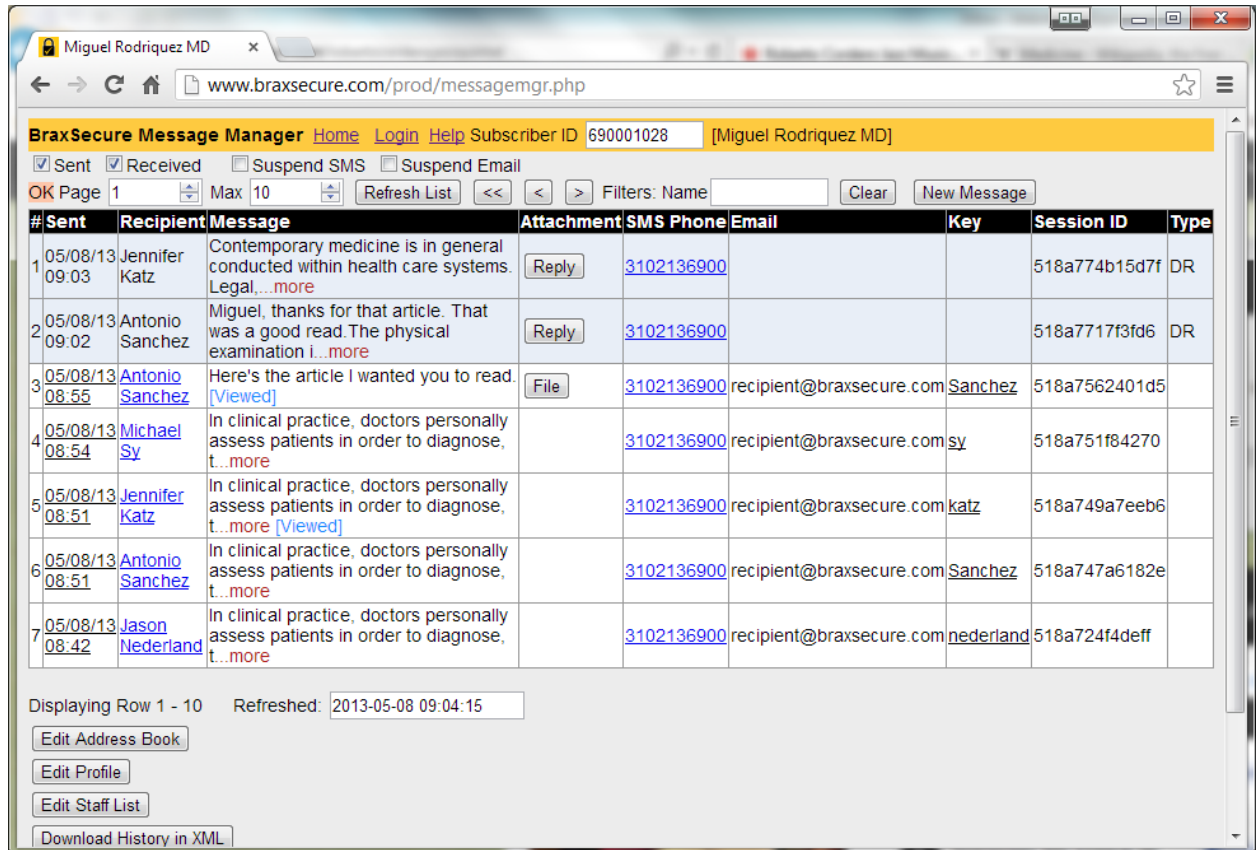 Miguel Rodriquez MD
www.braxsecure.com/prod/messagemgr.php
BraxSecure Message Manager Home Login Help Subscriber ID 690001028 [Miguel Rodriquez MD]
Sent Received Suspend SMS Suspend Email
OK Page 1 Max 10 Refresh List << < > Filters: Name Clear New Message
# Sent Recipient Message Attachment SMS Phone Email Key Session ID Type
1 05/08/13 09:03 Jennifer Katz Contemporary medicine is in general conducted within health care systems. Legal,...more Reply 3102136900 518a774b15d7f DR
2 05/08/13 09:02 Antonio Sanchez Miguel, thanks for that article. That was a good read.The physical examination i...more Reply 3102136900 518a7717f3fd6 DR
3 05/08/13 08:55 Antonio Sanchez Here's the article I wanted you to read. [Viewed] File 3102136900 recipient@braxsecure.com Sanchez 518a7562401d5
4 05/08/13 08:54 Michael Sy In clinical practice, doctors personally assess patients in order to diagnose, t...more 3102136900 recipient@braxsecure.com sy 518a751f84270
5 05/08/13 08:51 Jennifer Katz In clinical practice, doctors personally assess patients in order to diagnose, t...more [Viewed] 3102136900 recipient@braxsecure.com katz 518a749a7eeb6
6 05/08/13 08:51 Antonio Sanchez In clinical practice, doctors personally assess patients in order to diagnose, t...more 3102136900 recipient@braxsecure.com Sanchez 518a747a6182e
7 05/08/13 08:42 Jason Nederland In clinical practice, doctors personally assess patients in order to diagnose, t...more 3102136900 recipient@braxsecure.com nederland 518a724f4deff
Displaying Row 1 - 10 Refreshed: 2013-05-08 09:04:15
Edit Address Book
Edit Profile
Edit Staff List
Download History in XML